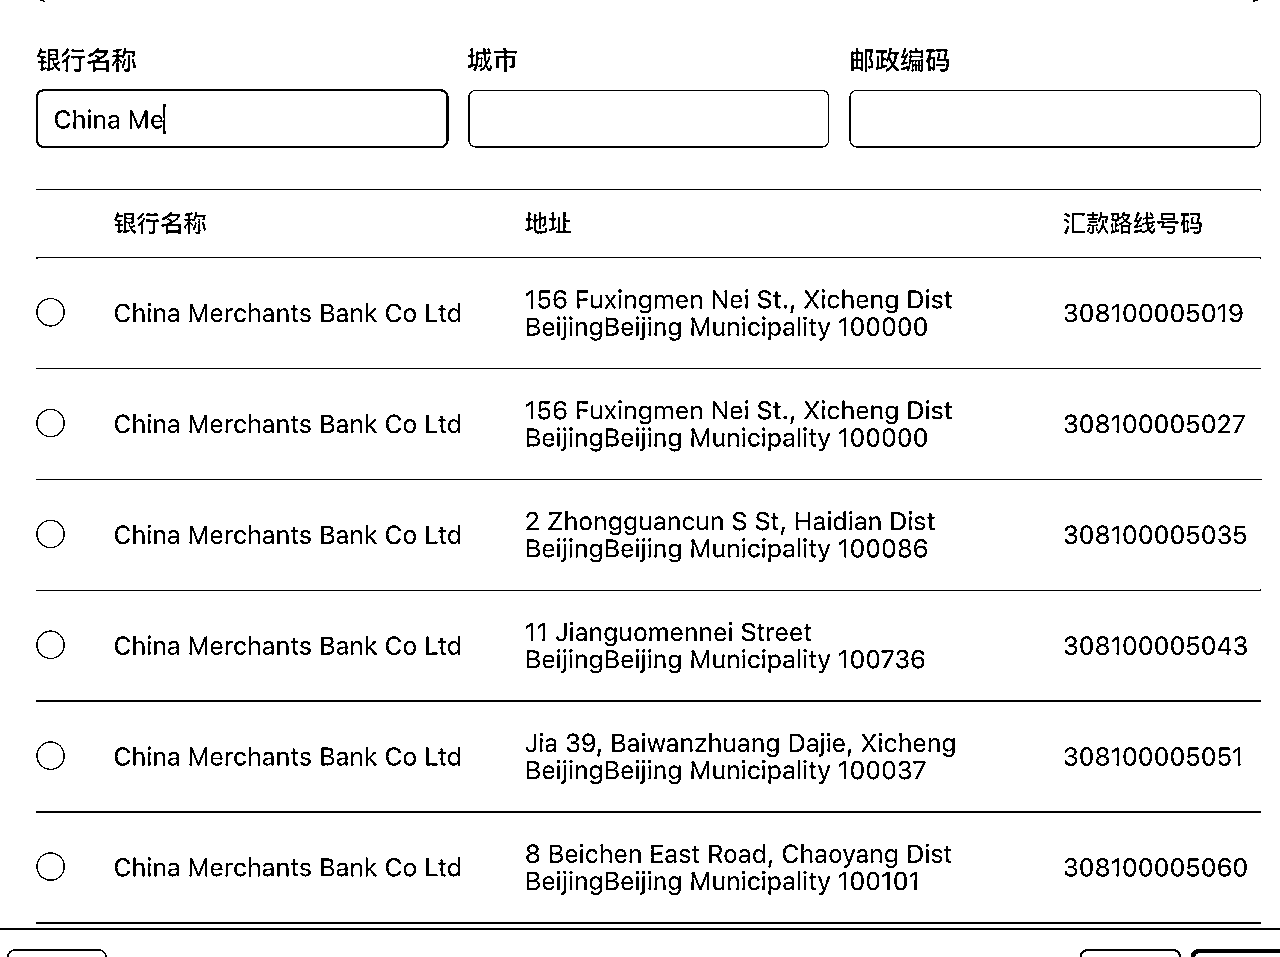 银行名称 城市 邮政编码
China Me
银行名称 地址 汇款路线号码
China Merchants Bank Co Ltd 156 Fuxingmen Nei St., Xicheng Dist 308100005019
BeijingBeijing Municipality 100000
China Merchants Bank Co Ltd 156 Fuxingmen Nei St., Xicheng Dist 308100005027
BeijingBeijing Municipality 100000
China Merchants Bank Co Ltd 2 Zhongguancun S St, Haidian Dist 308100005035
BeijingBeijing Municipality 100086
China Merchants Bank Co Ltd 11 Jianguomennei Street 308100005043
BeijingBeijing Municipality 100736
China Merchants Bank Co Ltd Jia 39, Baiwanzhuang Dajie, Xicheng 308100005051
BeijingBeijing Municipality 100037
China Merchants Bank Co Ltd 8 Beichen East Road, Chaoyang Dist 308100005060
BeijingBeijing Municipality 100101